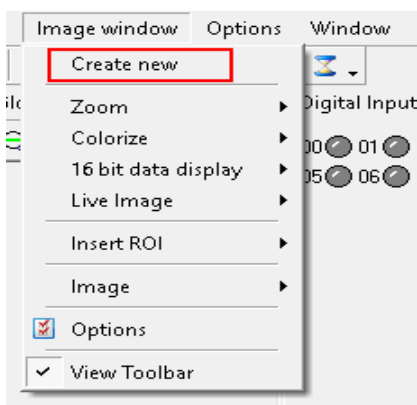 Image window Options Window
Create new
Zoom
Digital Input
Colorize
00 01
16 bit data display
05 06
Live Image
Insert ROI
Image
Options
View Toolbar